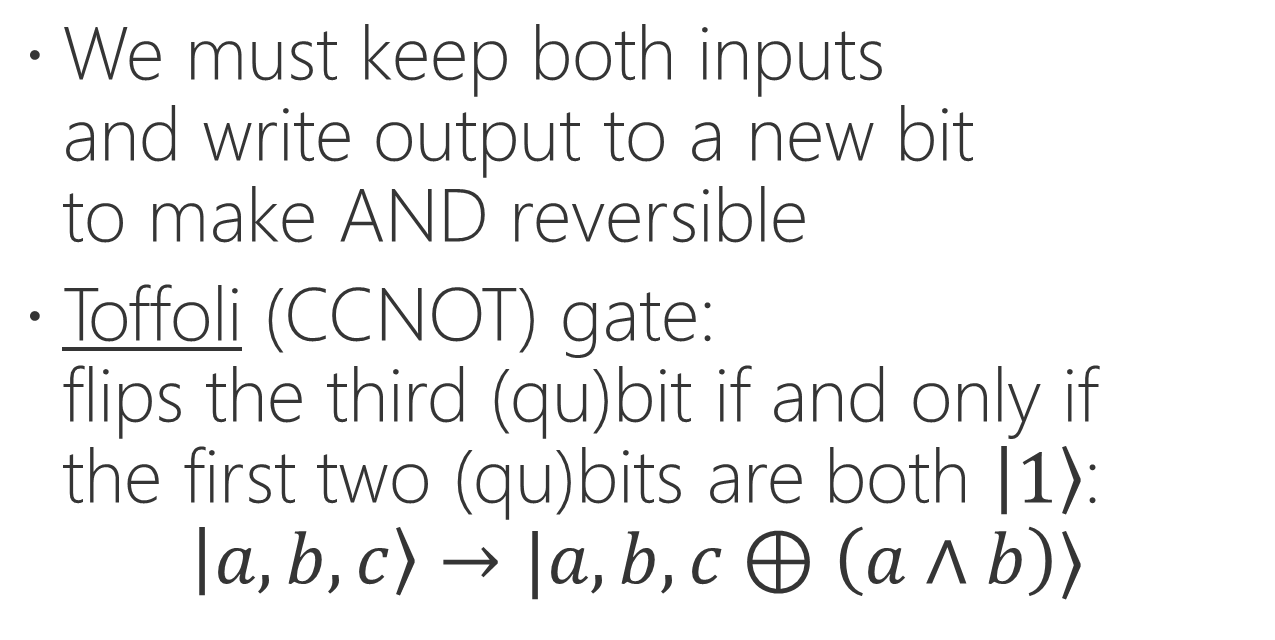 • We must keep both inputs
and write output to a new bit
to make AND reversible
• Toffoli (CCNOT) gate:
flips the third (qu)bit if and only if
the first two (qu)bits are both |1⟩:
|a, b, c⟩ → |a, b, c ⊕ (a ∧ b)⟩